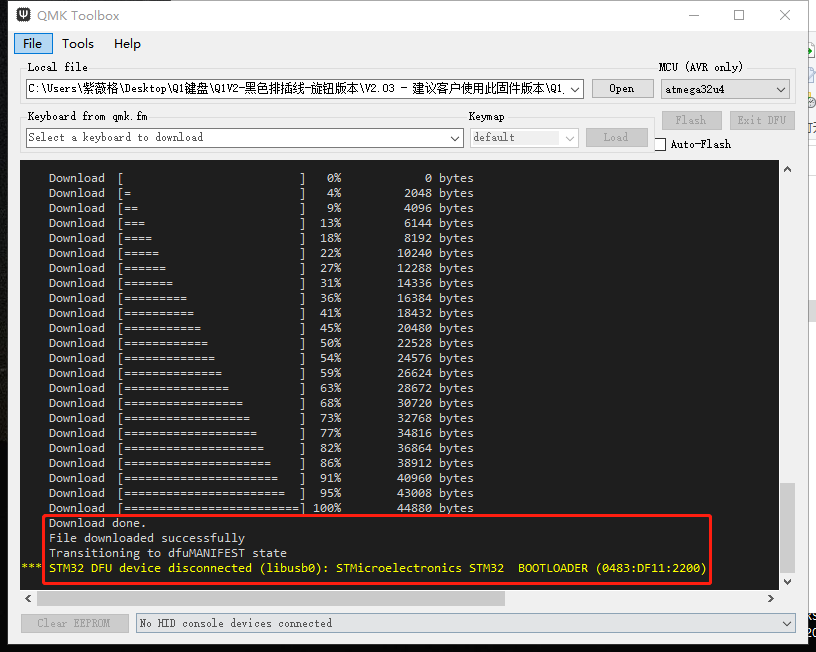 QMK Toolbox
File Tools Help
Local file MCU (AVR only)
C:\Users\紫薇格\Desktop\Q1键盘\Q1V2-黑色排插线-旋钮版本\V2.03 - 建议客户使用此固件版本\Q1_ Open atmega32u4
Keyboard from qmk.fm Keymap Flash Exit DFU
Select a keyboard to download default Load Auto-Flash
Download [ ] 0% 0 bytes
Download [= ] 4% 2048 bytes
Download [== ] 9% 4096 bytes
Download [=== ] 13% 6144 bytes
Download [==== ] 18% 8192 bytes
Download [===== ] 22% 10240 bytes
Download [====== ] 27% 12288 bytes
Download [======= ] 31% 14336 bytes
Download [========= ] 36% 16384 bytes
Download [========== ] 41% 18432 bytes
Download [=========== ] 45% 20480 bytes
Download [============ ] 50% 22528 bytes
Download [============= ] 54% 24576 bytes
Download [============== ] 59% 26624 bytes
Download [=============== ] 63% 28672 bytes
Download [================= ] 68% 30720 bytes
Download [================== ] 73% 32768 bytes
Download [=================== ] 77% 34816 bytes
Download [==================== ] 82% 36864 bytes
Download [===================== ] 86% 38912 bytes
Download [====================== ] 91% 40960 bytes
Download [======================= ] 95% 43008 bytes
Download [=========================] 100% 44880 bytes
Download done.
File downloaded successfully
Transitioning to dfuMANIFEST state
*** STM32 DFU device disconnected (libusb0): STMicroelectronics STM32 BOOTLOADER (0483:DF11:2200)
Clear EEPROM No HID console devices connected